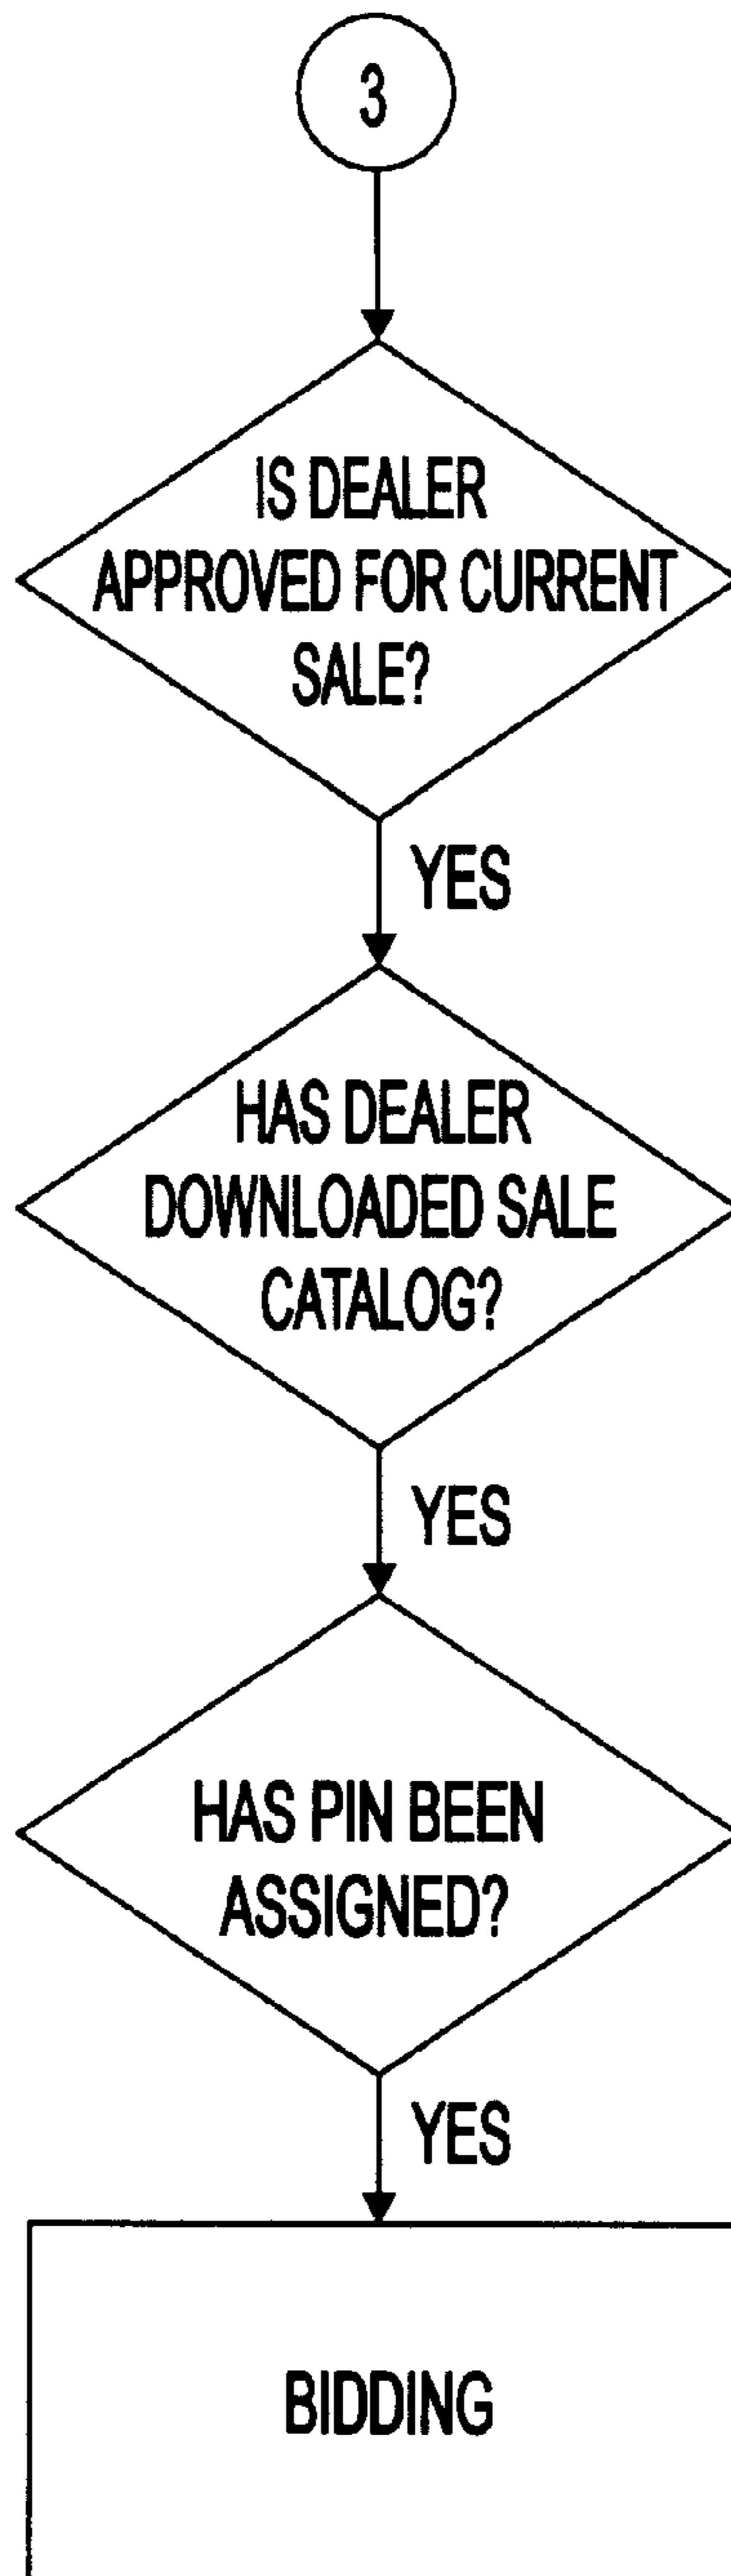 3
IS DEALER
APPROVED FOR CURRENT
SALE?
YES
HAS DEALER
DOWNLOADED SALE
CATALOG?
YES
HAS PIN BEEN
ASSIGNED?
YES
BIDDING